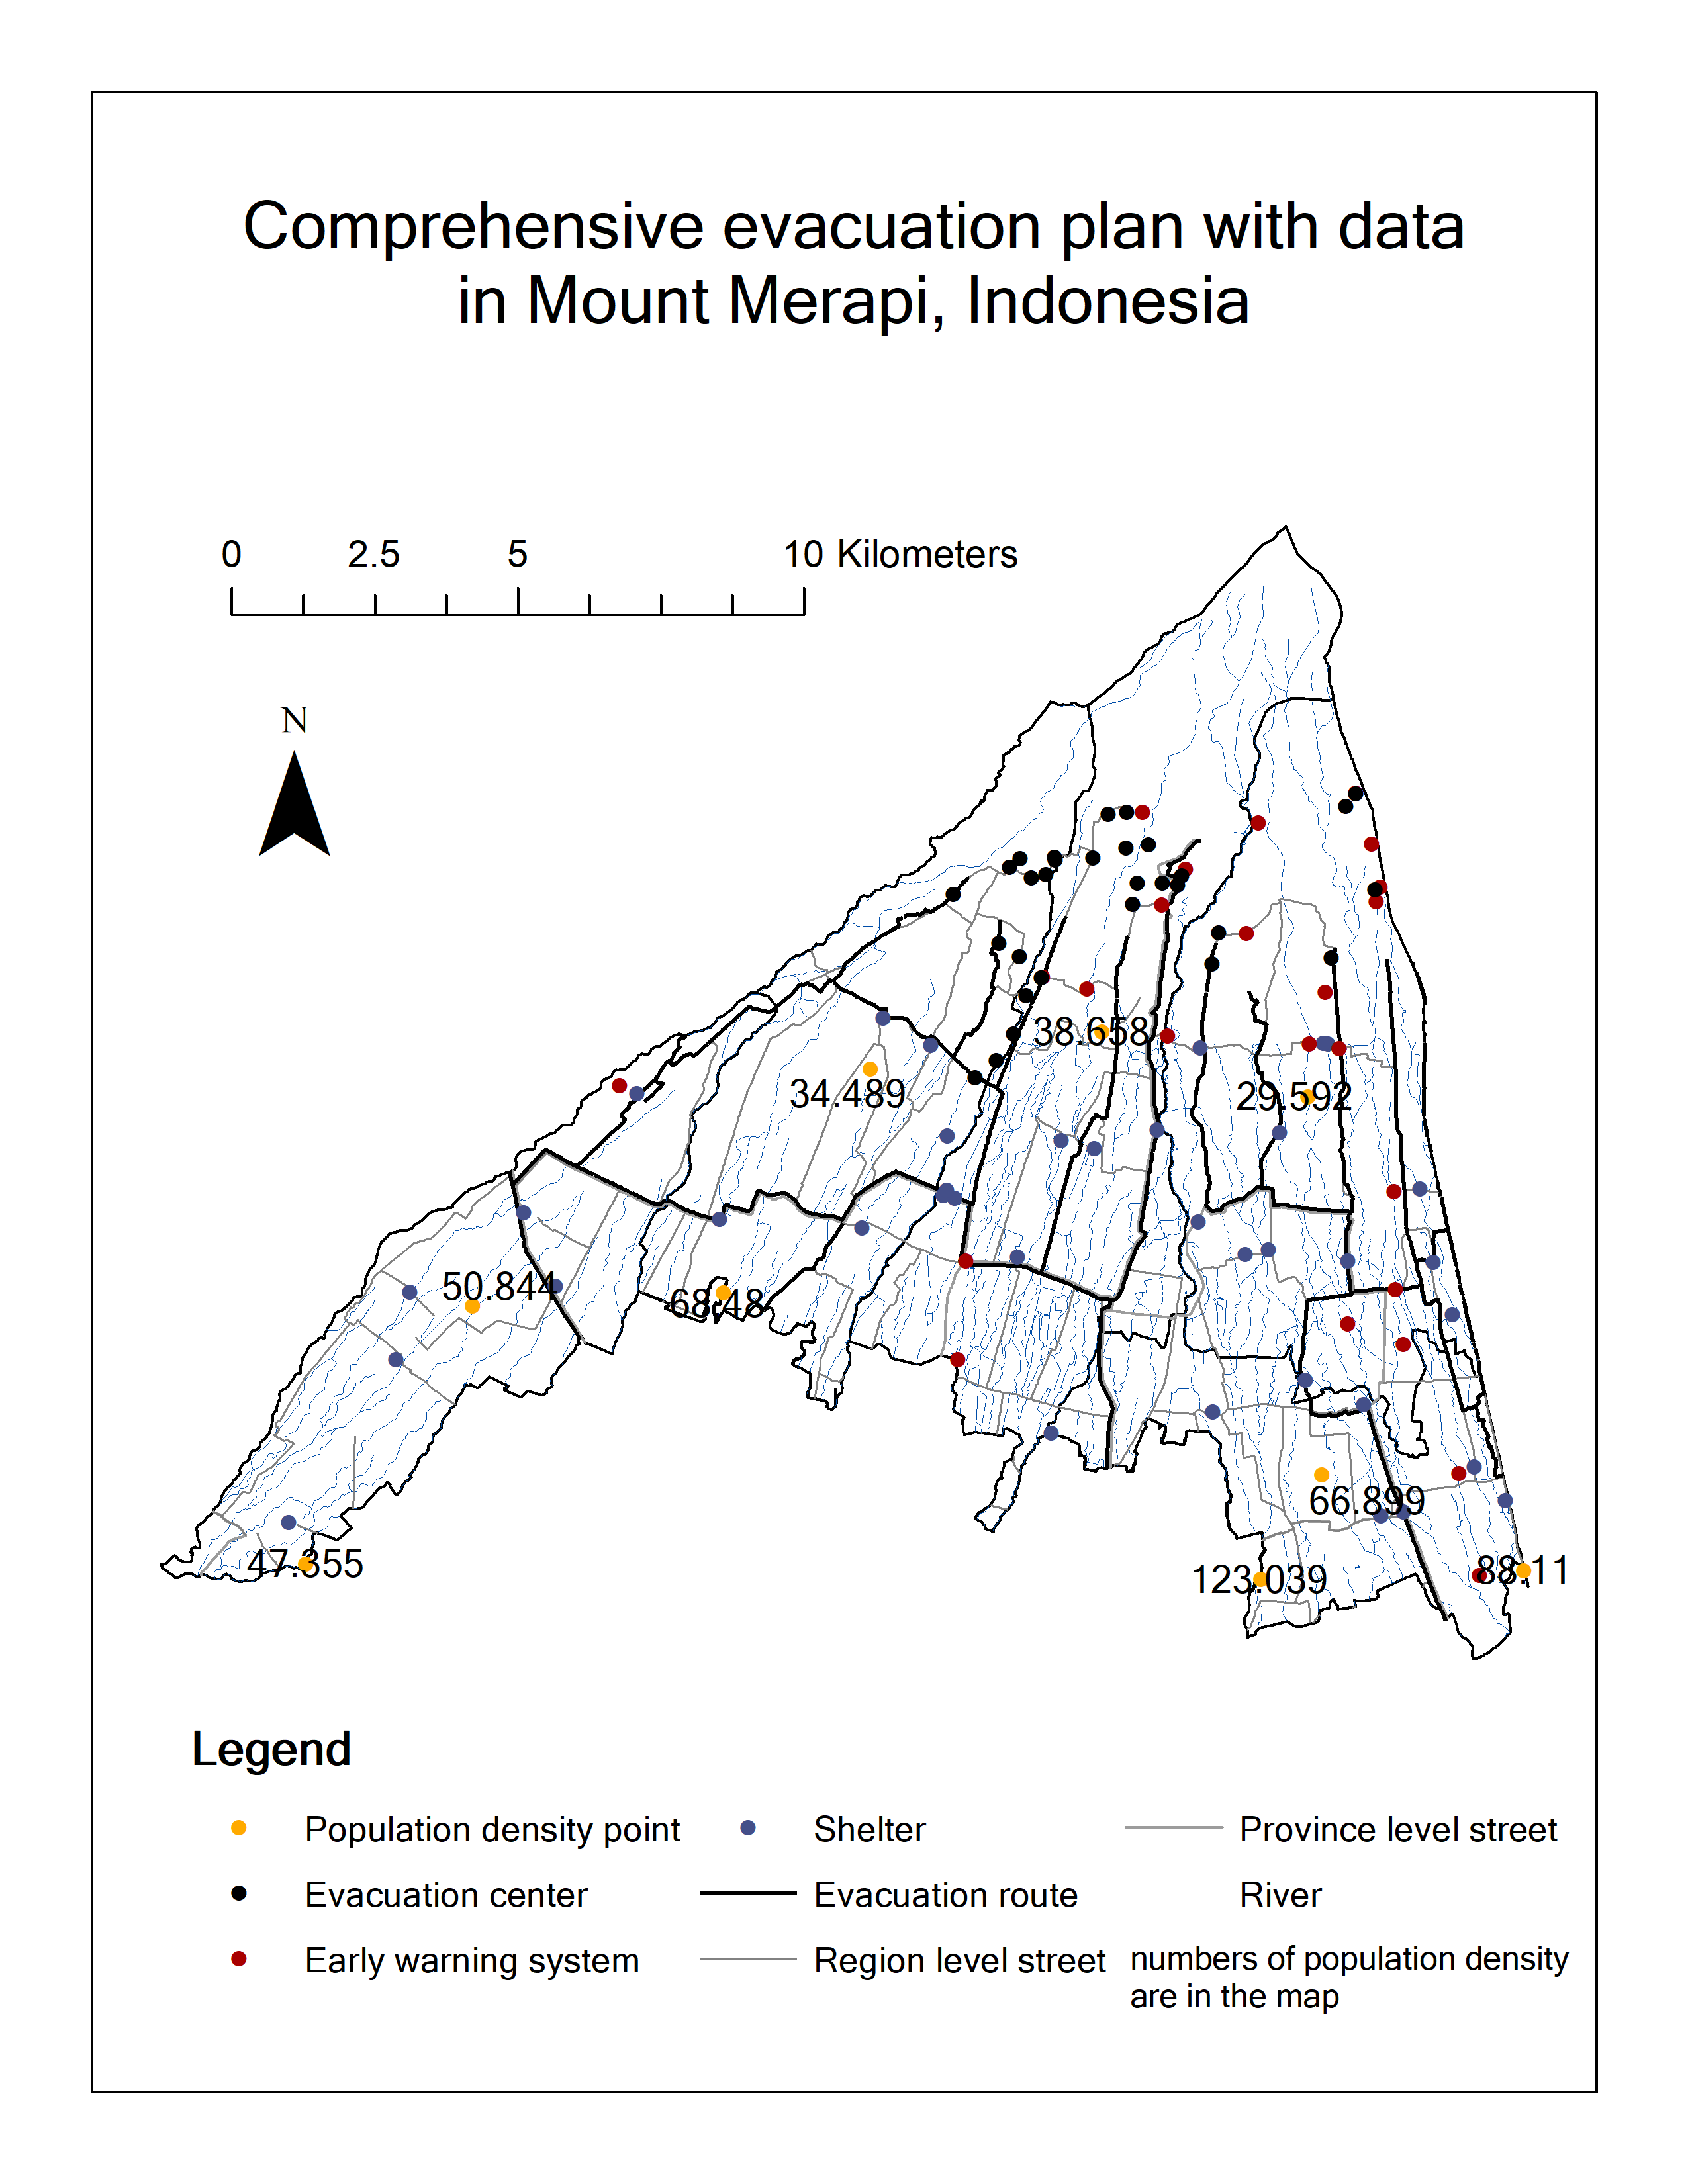 Comprehensive evacuation plan with data
in Mount Merapi, Indonesia
0 2.5 5 10 Kilometers
N
38.658
34.489
29.592
50.844
68.48
66.899
47.355
123.039
88.11
Legend
Population density point
Shelter
Province level street
Evacuation center
Evacuation route
River
Early warning system
Region level street
numbers of population density
are in the map